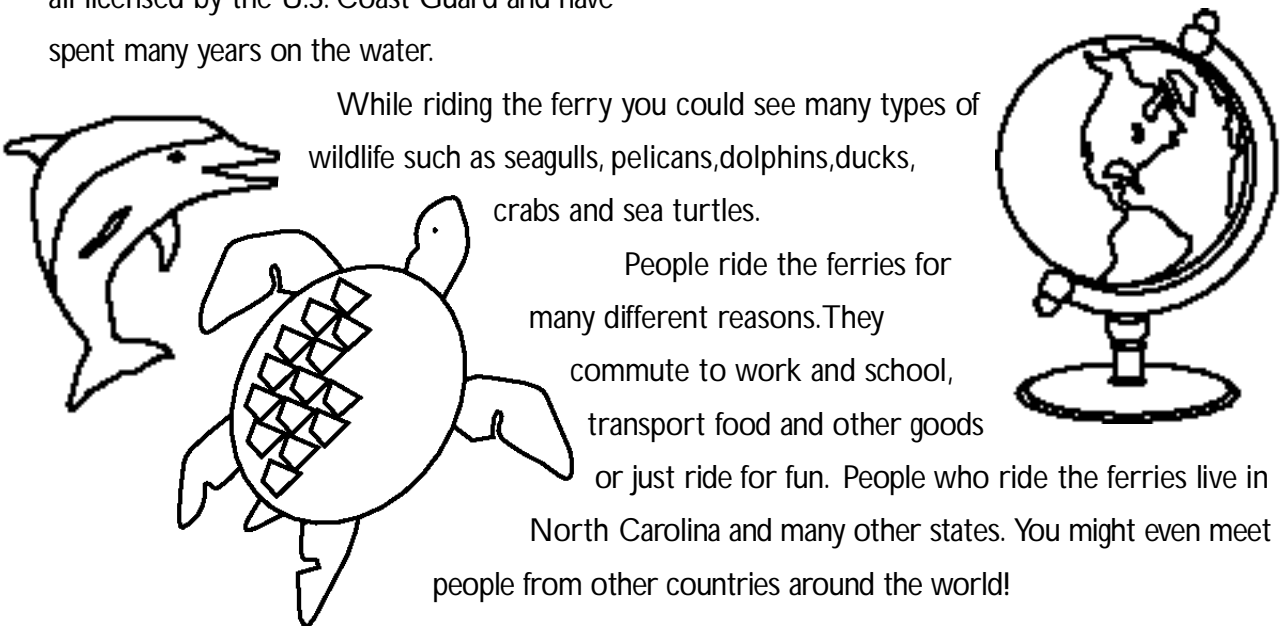 all licensed by the U.S. Coast Guard and have
spent many years on the water.
While riding the ferry you could see many types of
wildlife such as seagulls, pelicans,dolphins,ducks,
crabs and sea turtles.
People ride the ferries for
many different reasons.They
commute to work and school,
transport food and other goods
or just ride for fun. People who ride the ferries live in
North Carolina and many other states. You might even meet
people from other countries around the world!